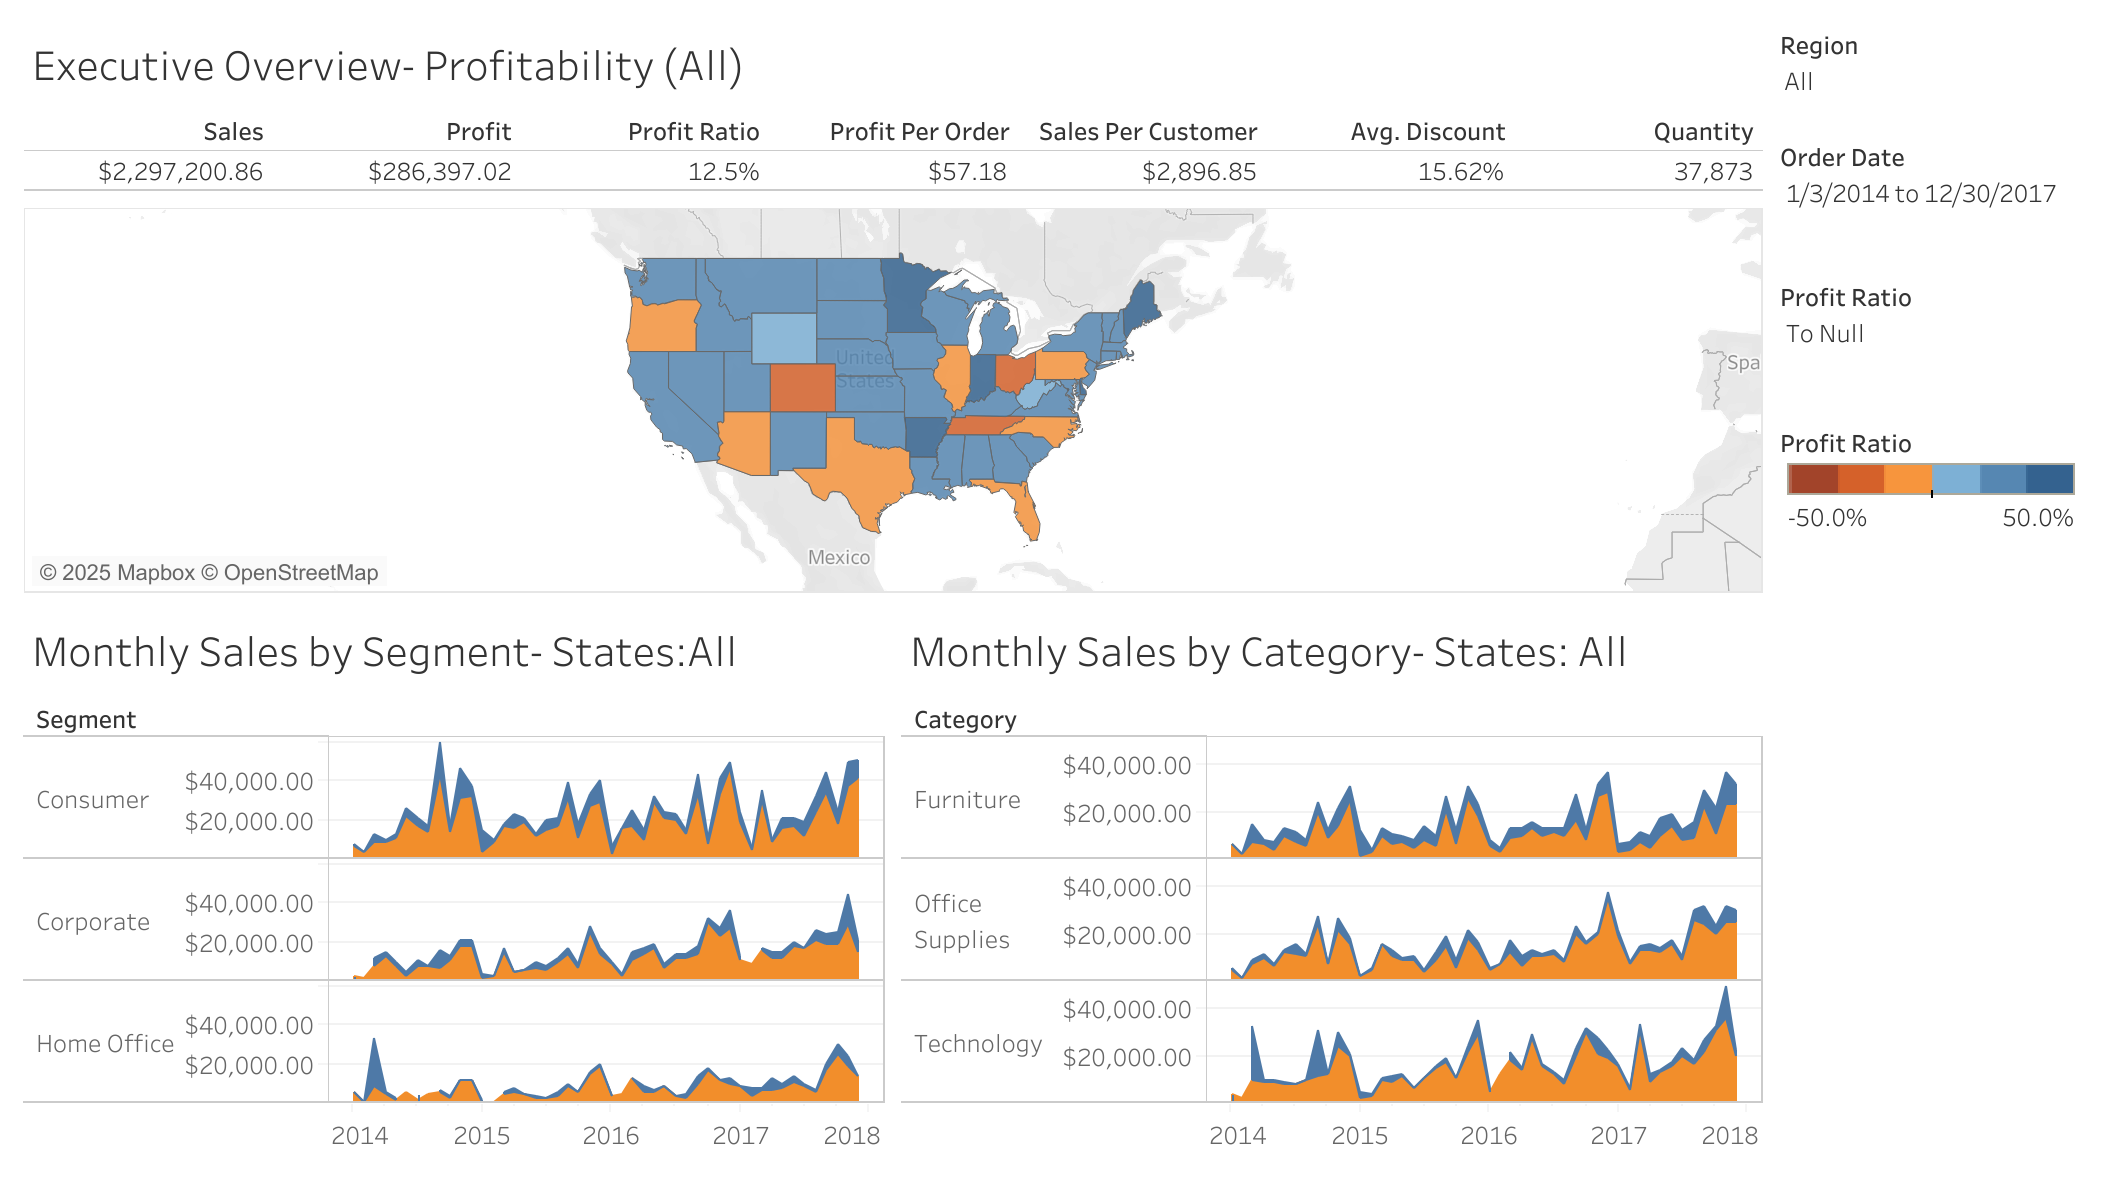 Executive Overview- Profitability (All)
Sales Profit Profit Ratio Profit Per Order Sales Per Customer Avg. Discount Quantity
$2,297,200.86 $286,397.02 12.5% $57.18 $2,896.85 15.62% 37,873
United
States
Mexico
Spa
© 2025 Mapbox © OpenStreetMap
Region
All
Order Date
1/3/2014 to 12/30/2017
Profit Ratio
To Null
Profit Ratio
-50.0% 50.0%
Monthly Sales by Segment- States:All
Segment
Consumer
$40,000.00
$20,000.00
Corporate
$40,000.00
$20,000.00
Home Office
$40,000.00
$20,000.00
2014 2015 2016 2017 2018
Monthly Sales by Category- States: All
Category
Furniture
$40,000.00
$20,000.00
Office
Supplies
$40,000.00
$20,000.00
Technology
$40,000.00
$20,000.00
2014 2015 2016 2017 2018